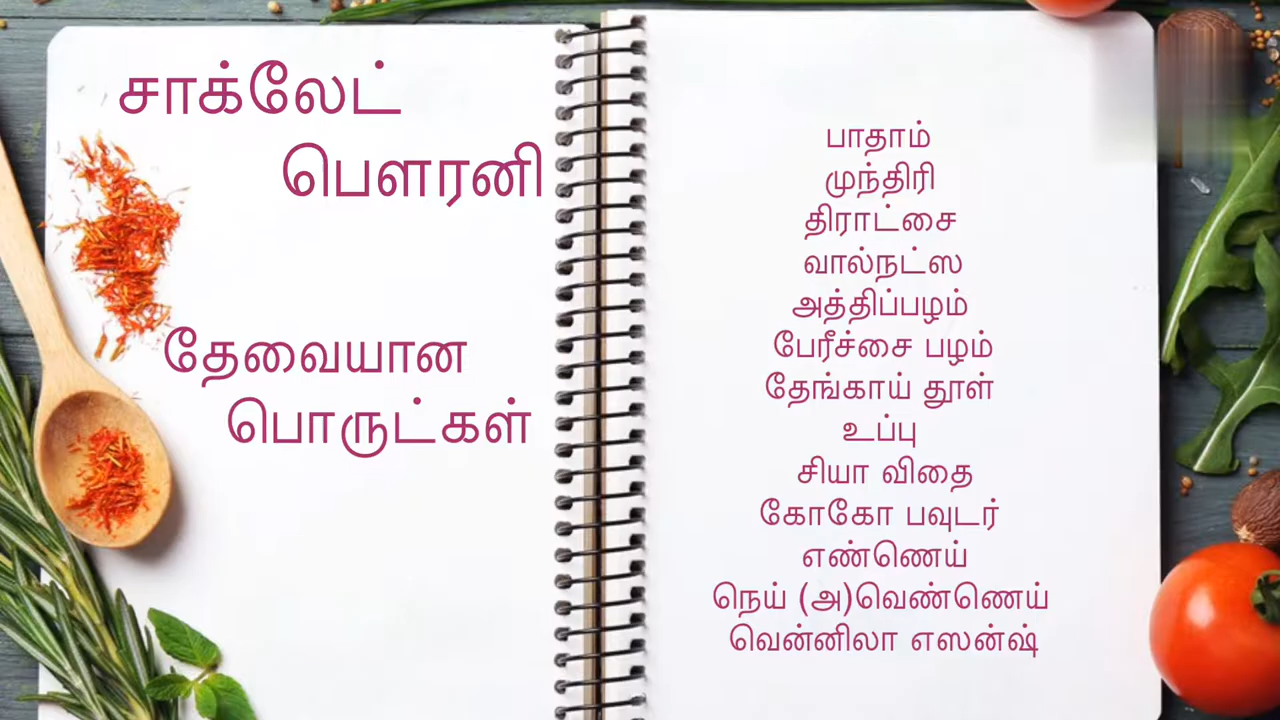 சாக்லேட்
பௌரனி
தேவையான
பொருட்கள்
பாதாம்
முந்திரி
திராட்சை
வால்நட்ஸ
அத்திப்பழம்
பேரீச்சை பழம்
தேங்காய் தூள்
உப்பு
சியா விதை
கோகோ பவுடர்
எண்ணெய்
நெய் (அ)வெண்ணெய்
வென்னிலா எஸன்ஷ்